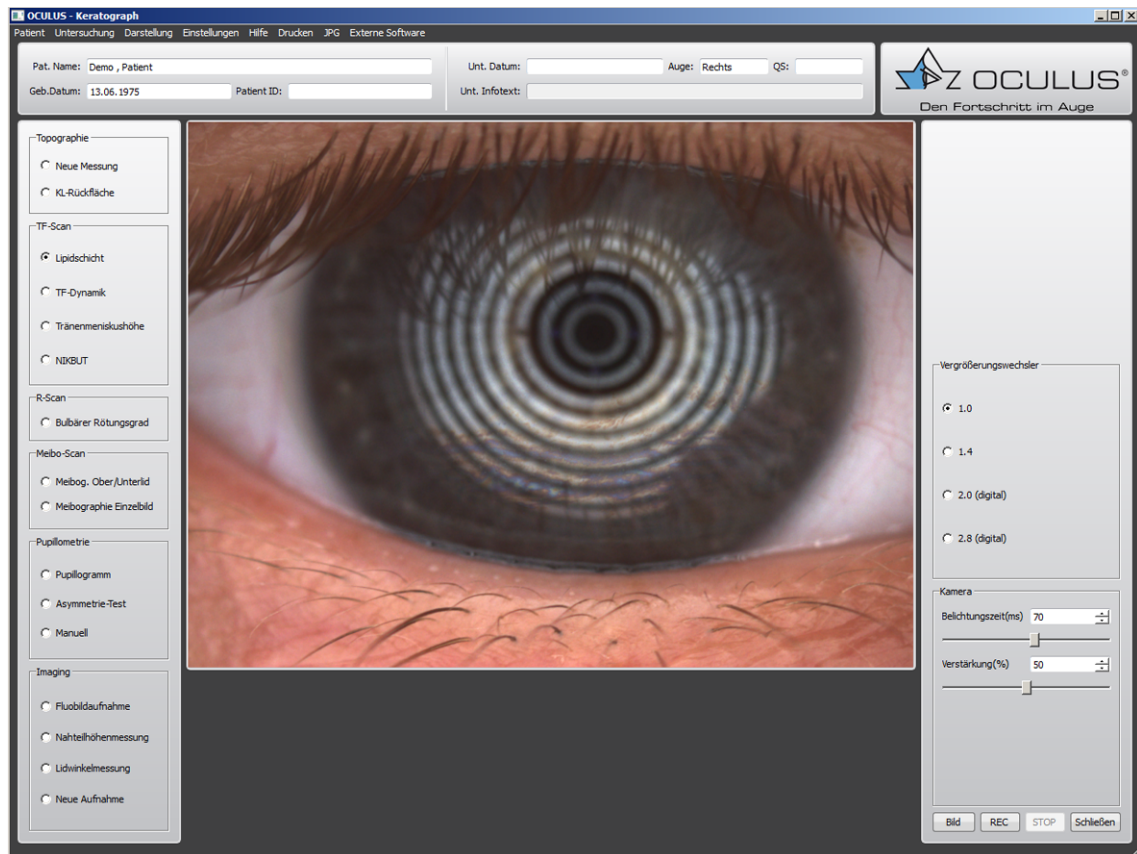 OCULUS - Keratograph
Patient Untersuchung Darstellung Einstellungen Hilfe Drucken JPG Externe Software
Pat. Name: Demo , Patient
Geb.Datum: 13.06.1975 Patient ID:
Unt. Datum: Auge: Rechts QS:
Unt. Infotext:
OCULUS®
Den Fortschritt im Auge
Topographie
Neue Messung
KL-Rückfläche
TF-Scan
Lipidschicht
TF-Dynamik
Tränenmeniskushöhe
NIKBUT
R-Scan
Bulbärer Rötungsgrad
Meibo-Scan
Meibog. Ober/Unterlid
Meibographie Einzelbild
Pupillometrie
Pupillogramm
Asymmetrie-Test
Manuell
Imaging
Fluobildaufnahme
Nahteilhöhenmessung
Lidwinkelmessung
Neue Aufnahme
Vergrößerungswechsler
1.0
1.4
2.0 (digital)
2.8 (digital)
Kamera
Belichtungszeit(ms) 70
Verstärkung(%) 50
Bild REC STOP Schließen